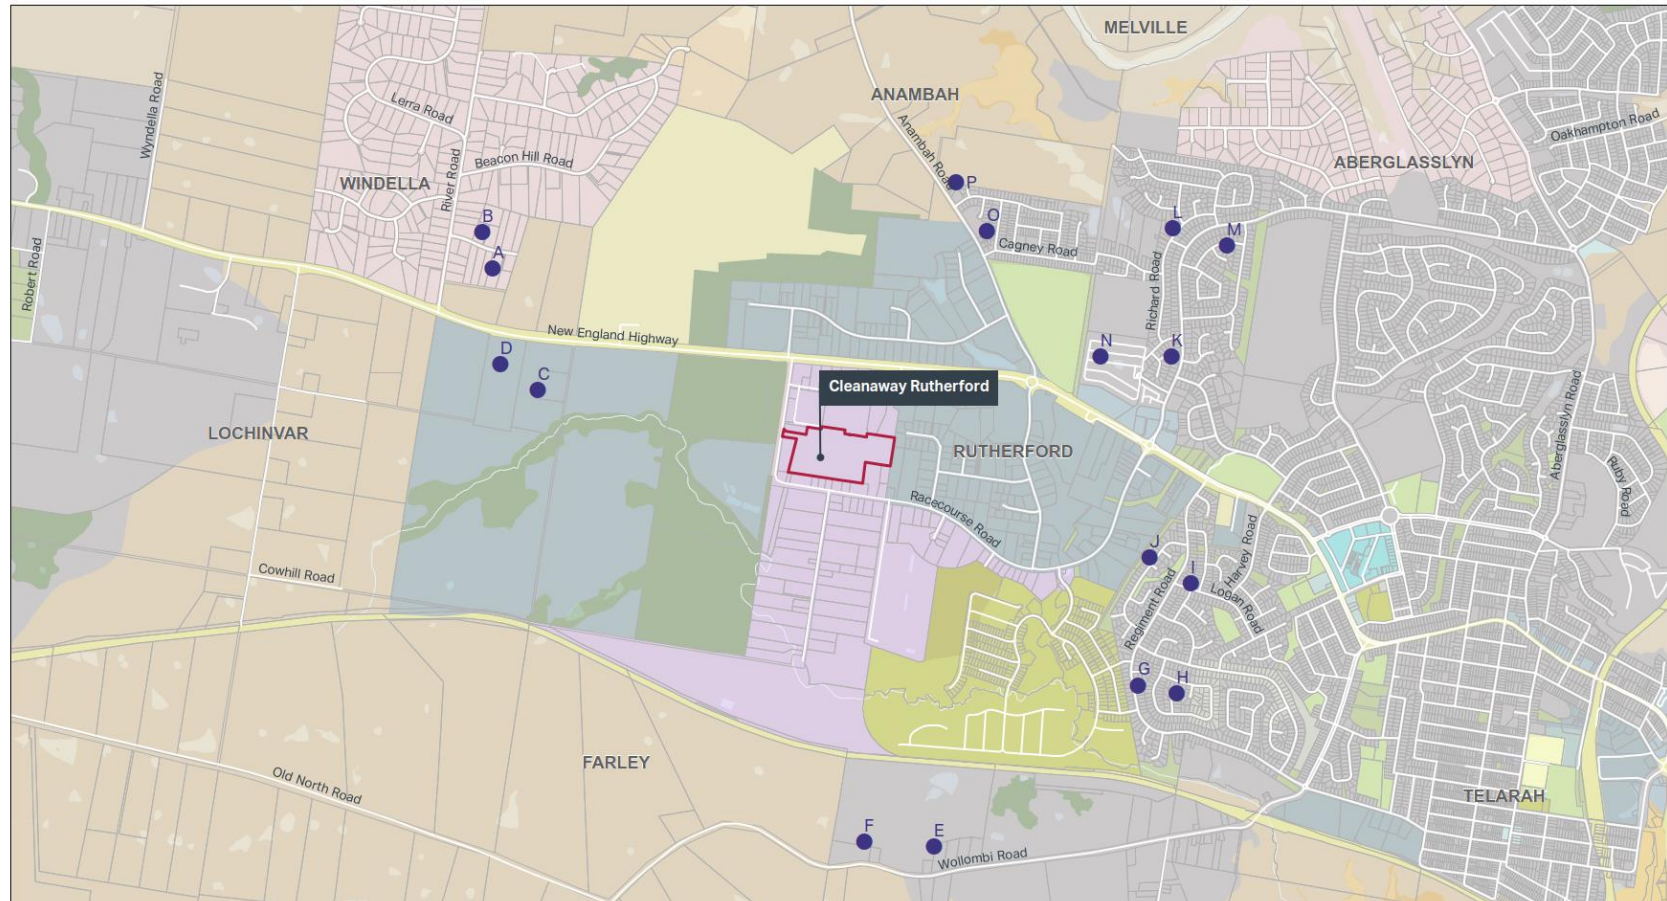 MELVILLE
ANAMBAH
Oakhampton Road
Wyndella Road
Lerra Road
Anambah Road
Beacon Hill Road
ABERGLASSLYN
WINDELLA
River Road
P
B
O
L
M
Cagney Road
A
Robert Road
Richard Road
New England Highway
D
C
N
K
Cleanaway Rutherford
LOCHINVAR
RUTHERFORD
Aberglasslyn Road
Ruby Road
Racecourse Road
Harvey Road
J
I
Logan Road
Cowhill Road
Regiment Road
G
H
FARLEY
Old North Road
TELARAH
F
E
Wollombi Road